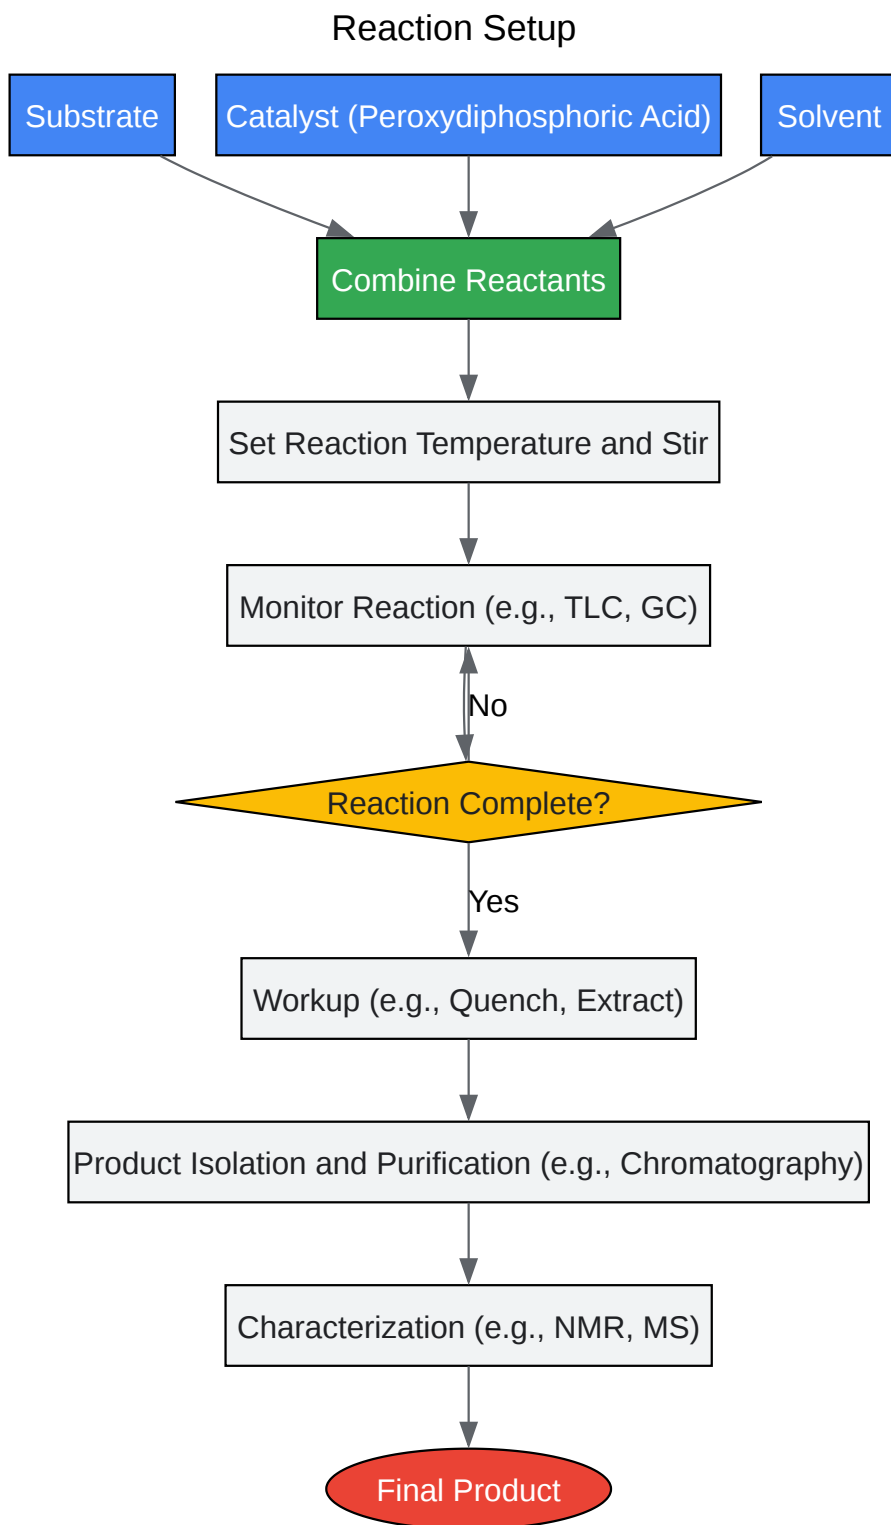 Reaction Setup
Substrate
Catalyst (Peroxydiphosphoric Acid)
Solvent
Combine Reactants
Set Reaction Temperature and Stir
Monitor Reaction (e.g., TLC, GC)
No
Reaction Complete?
Yes
Workup (e.g., Quench, Extract)
Product Isolation and Purification (e.g., Chromatography)
Characterization (e.g., NMR, MS)
Final Product